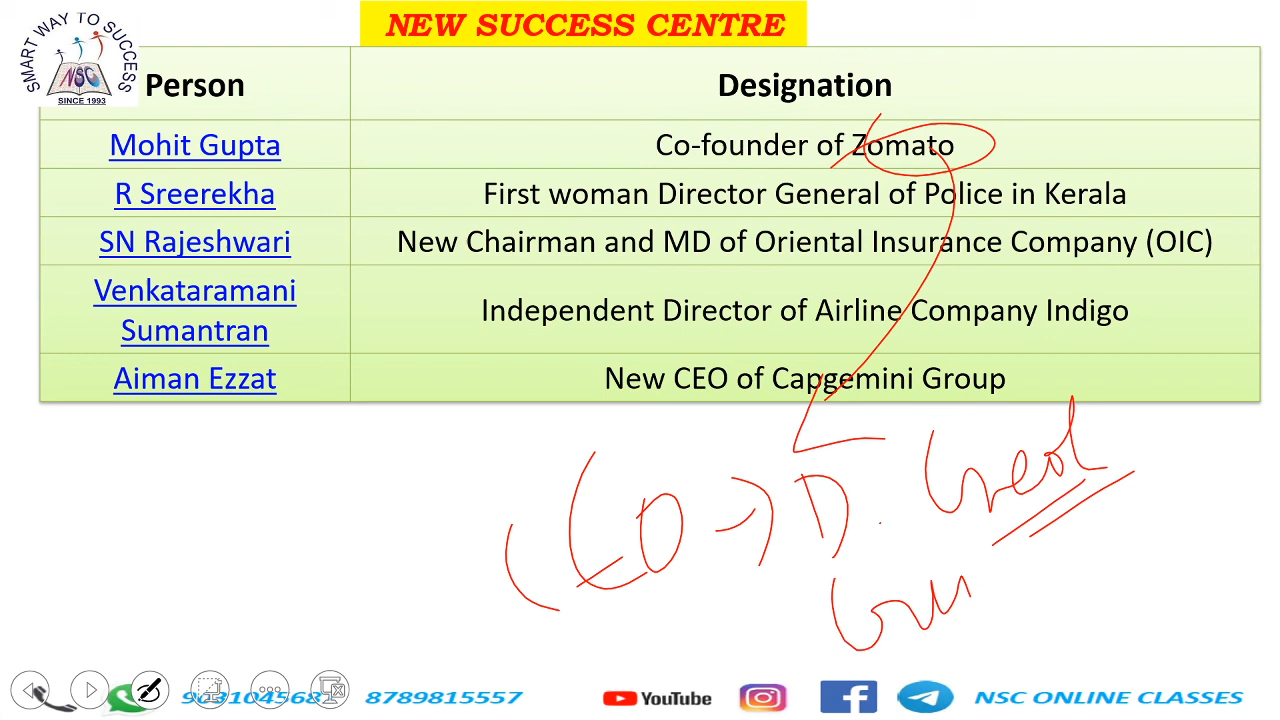 NEW SUCCESS CENTRE
SMART WAY TO SUCCESS
NSC
SINCE 1993
Person Designation
Mohit Gupta Co-founder of Zomato
R Sreerekha First woman Director General of Police in Kerala
SN Rajeshwari New Chairman and MD of Oriental Insurance Company (OIC)
Venkataramani
Sumantran Independent Director of Airline Company Indigo
Aiman Ezzat New CEO of Capgemini Group
CEO → D.
8789815557 YouTube NSC ONLINE CLASSES